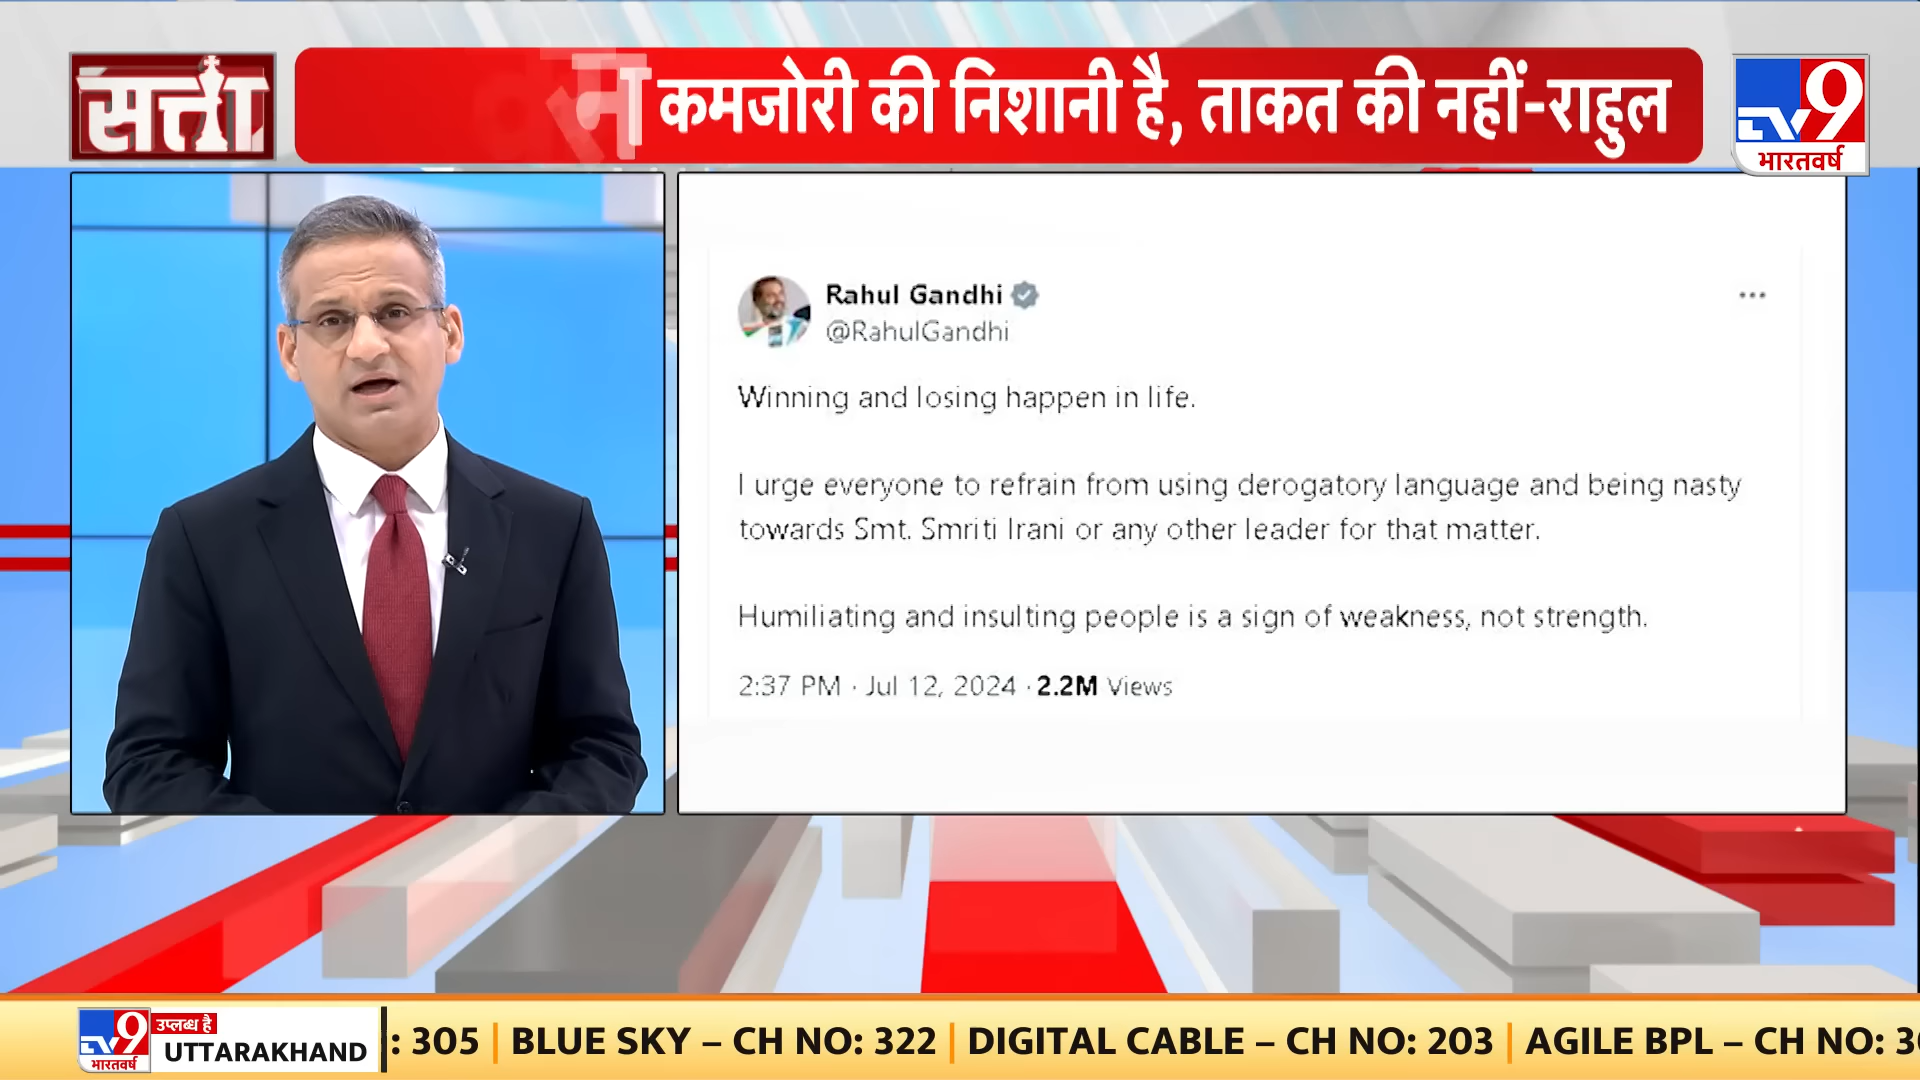 सत्ता
कमजोरी की निशानी है, ताकत की नहीं-राहुल
TV9
भारतवर्ष
Rahul Gandhi
@RahulGandhi
Winning and losing happen in life.
I urge everyone to refrain from using derogatory language and being nasty
towards Smt. Smriti Irani or any other leader for that matter.
Humiliating and insulting people is a sign of weakness, not strength.
2:37 PM · Jul 12, 2024 · 2.2M Views
TV9
भारतवर्ष
उप्लब्ध है
UTTARAKHAND
: 305 | BLUE SKY – CH NO: 322 | DIGITAL CABLE – CH NO: 203 | AGILE BPL – CH NO: